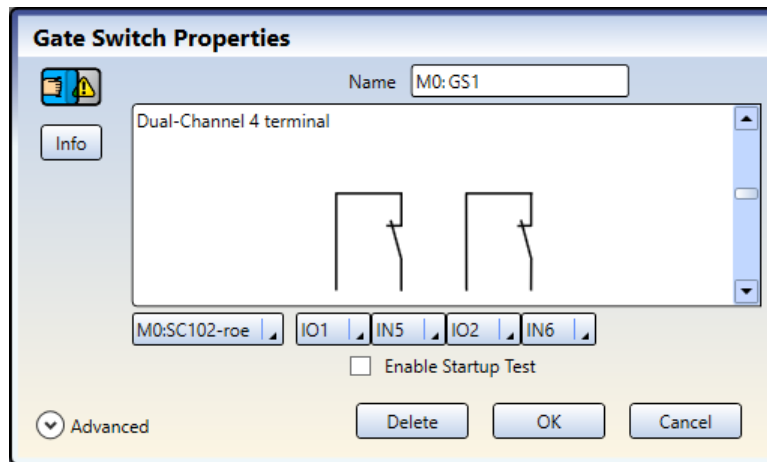 Gate Switch Properties
Name M0:GS1
Info
Dual-Channel 4 terminal
M0:SC102-roe IO1 IN5 IO2 IN6
Enable Startup Test
Advanced Delete OK Cancel